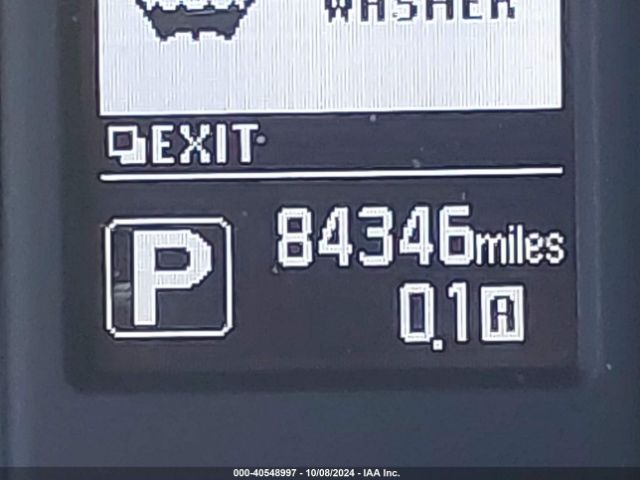 WASHER
EXIT
P
84346miles
0.1A
000-40548997 - 10/08/2024 - IAA Inc.